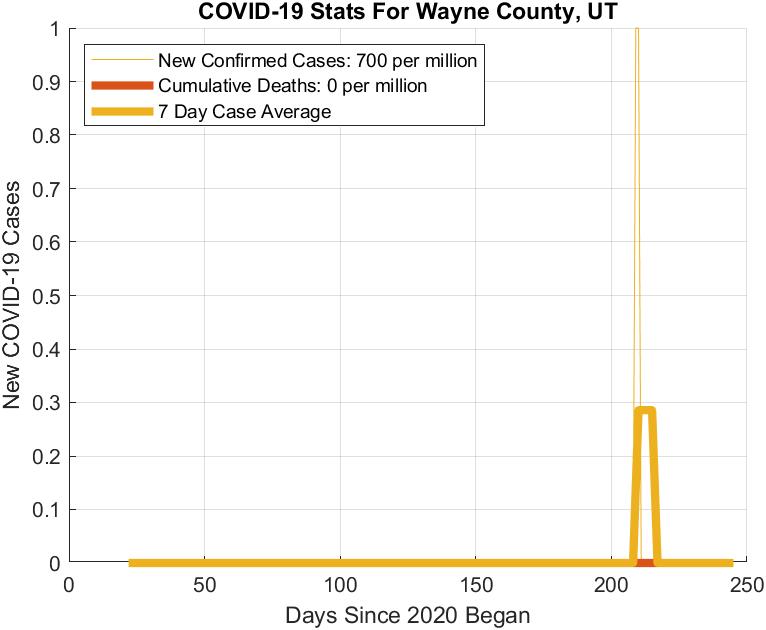 COVID-19 Stats For Wayne County, UT
New Confirmed Cases: 700 per million
Cumulative Deaths: 0 per million
7 Day Case Average
1
0.9
0.8
0.7
0.6
0.5
0.4
0.3
0.2
0.1
0
New COVID-19 Cases
0 50 100 150 200 250
Days Since 2020 Began